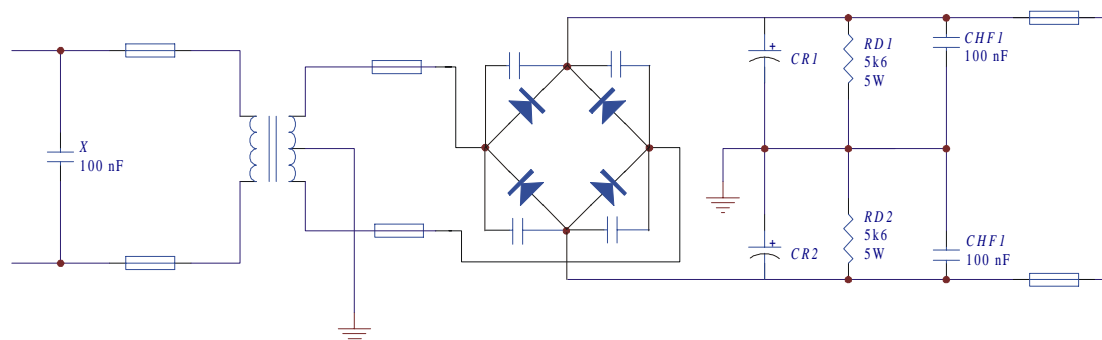 X
100 nF
+
CR1
RD1
5k6
5W
CHF1
100 nF
+
CR2
RD2
5k6
5W
CHF1
100 nF